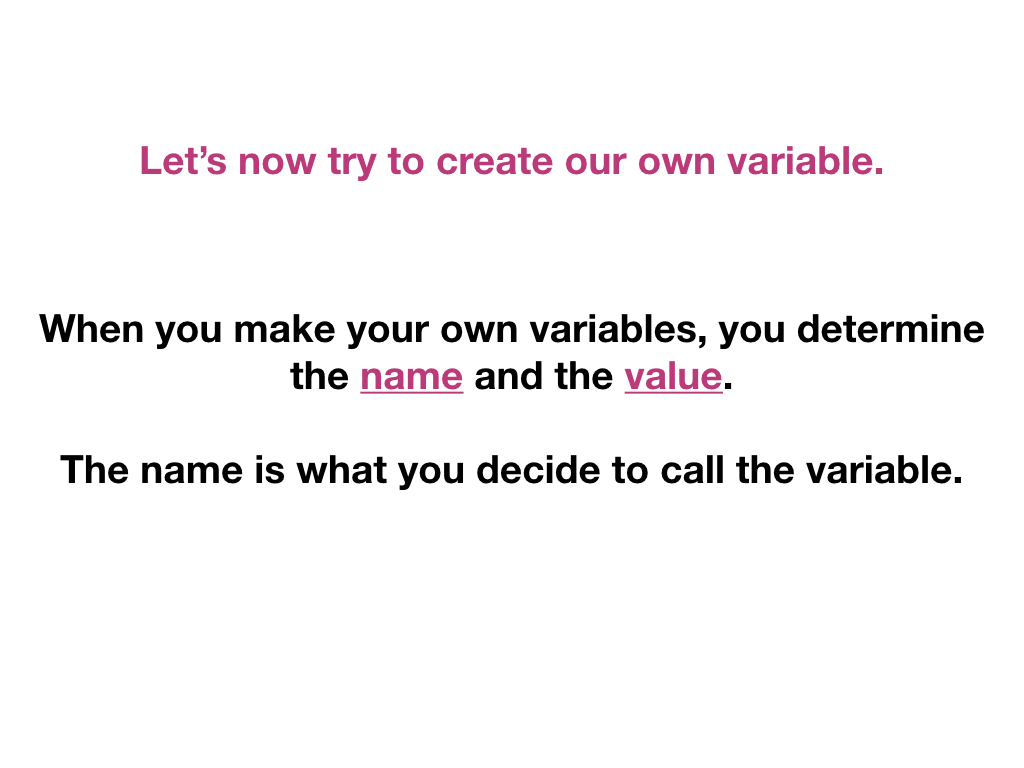 Let’s now try to create our own variable.
When you make your own variables, you determine
the name and the value.
The name is what you decide to call the variable.